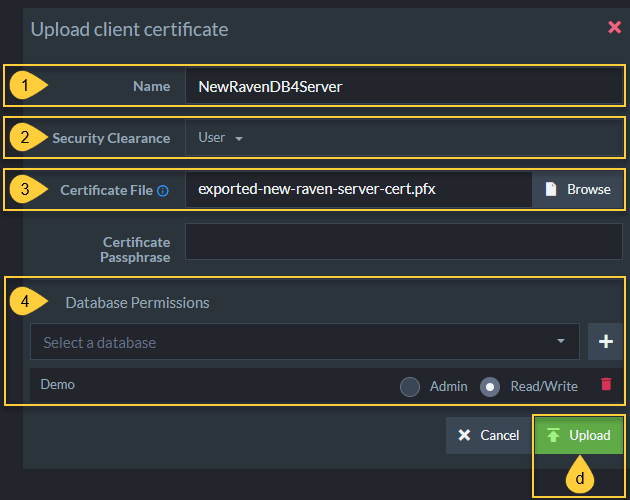 Upload client certificate
1 Name NewRavenDB4Server
2 Security Clearance User
3 Certificate File exported-new-raven-server-cert.pfx Browse
Certificate
Passphrase
4 Database Permissions
Select a database
Demo Admin Read/Write
Cancel Upload
d